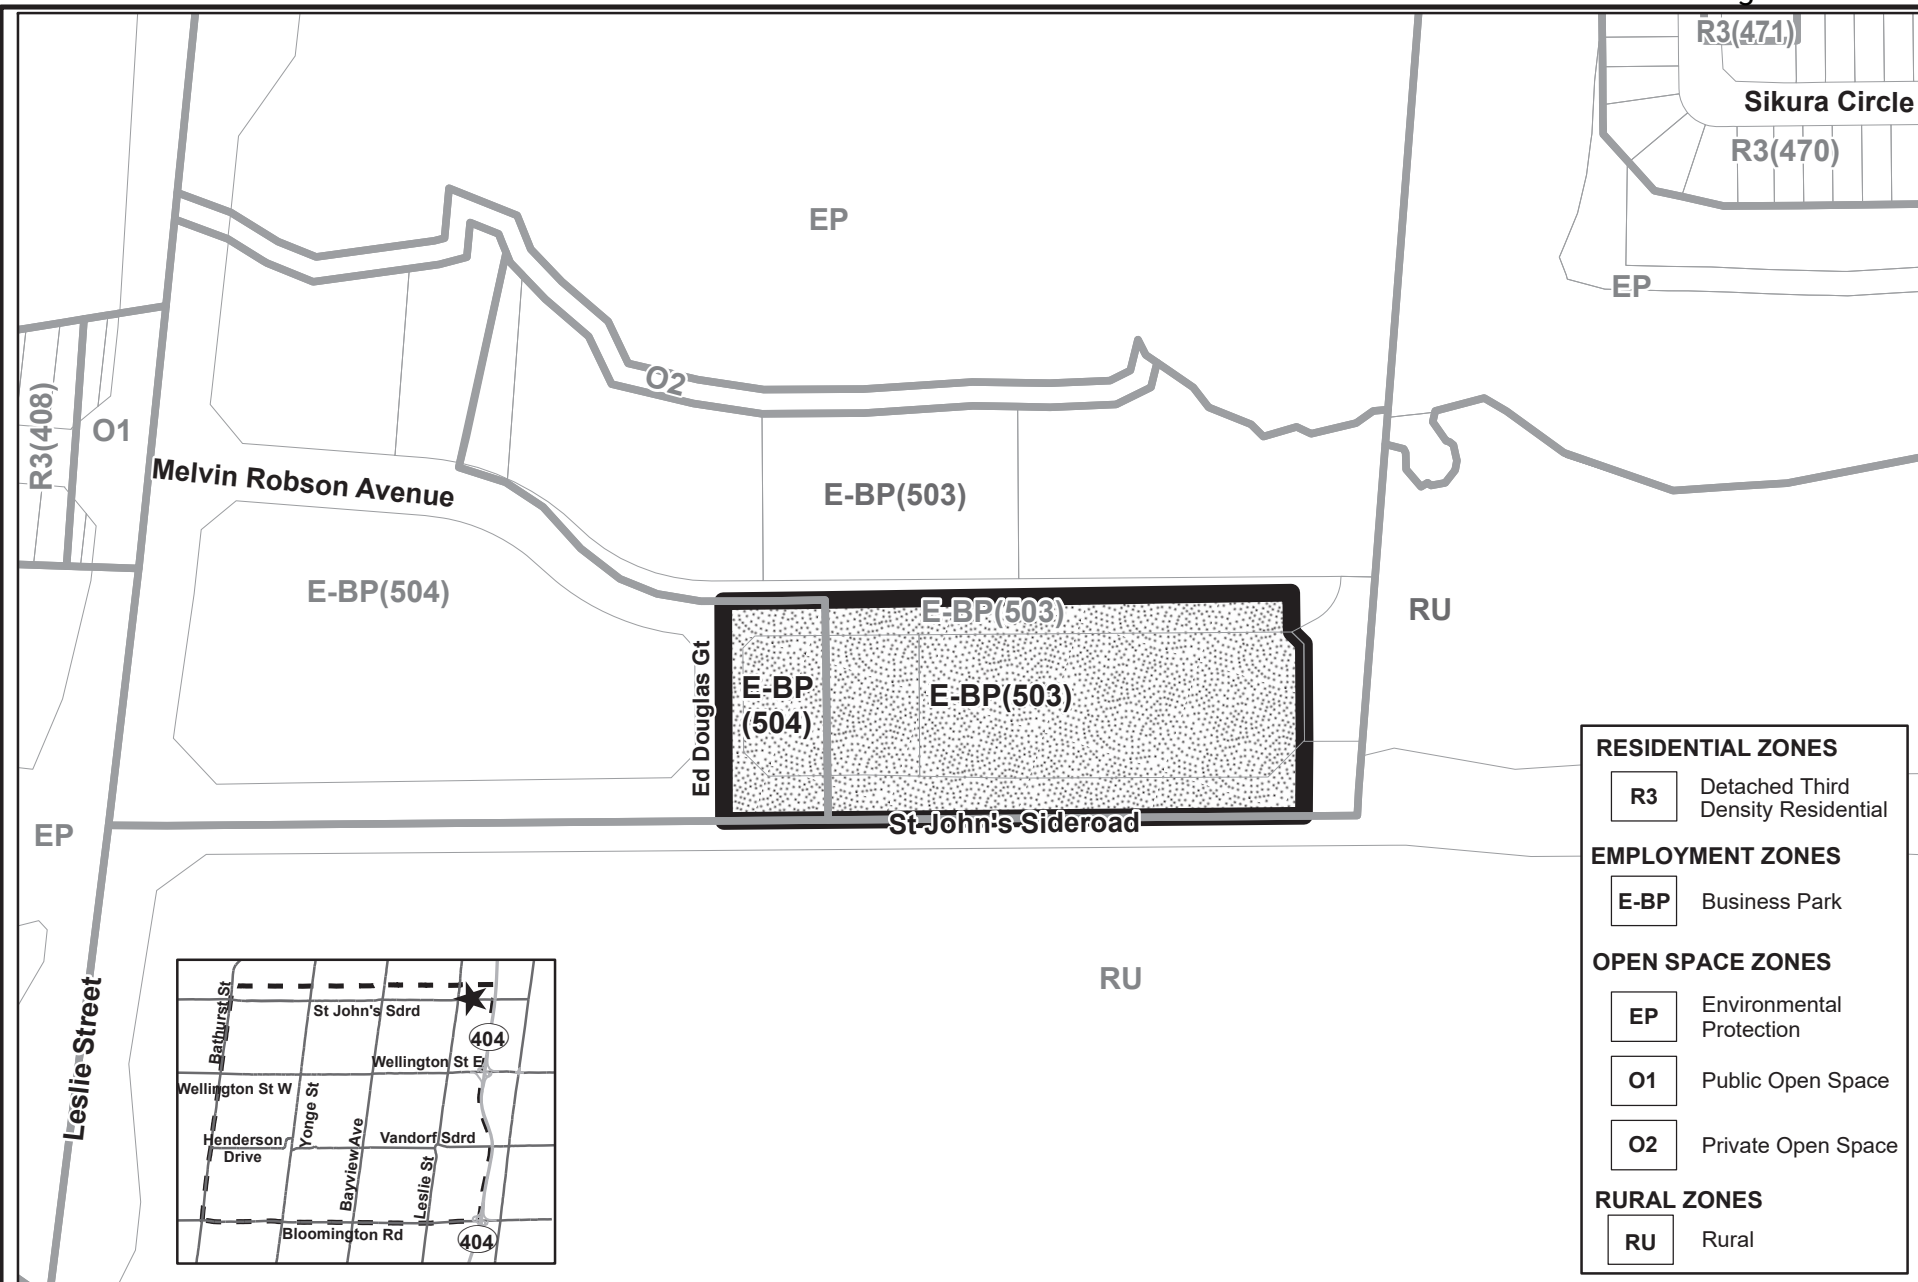 R3(471)
Sikura Circle
R3(470)
EP
EP
O2
R3(408)
O1
Melvin Robson Avenue
E-BP(503)
E-BP(504)
E-BP(503)
RU
Ed Douglas Gt
E-BP
(504)
E-BP(503)
St John's Sideroad
EP
RU
Leslie Street
Bathurst St
St John's Sdrd
404
Wellington St E
Wellington St W
Yonge St
Henderson
Drive
Bayview Ave
Vandorf Sdrd
Leslie St
Bloomington Rd
404
RESIDENTIAL ZONES
R3
Detached Third
Density Residential
EMPLOYMENT ZONES
E-BP
Business Park
OPEN SPACE ZONES
EP
Environmental
Protection
O1
Public Open Space
O2
Private Open Space
RURAL ZONES
RU
Rural